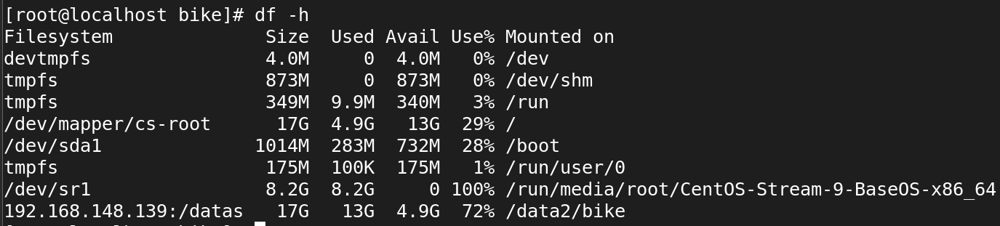 [root@localhost bike]# df -h
Filesystem              Size  Used Avail Use% Mounted on
devtmpfs                4.0M     0  4.0M   0% /dev
tmpfs                   873M     0  873M   0% /dev/shm
tmpfs                   349M  9.9M  340M   3% /run
/dev/mapper/cs-root      17G  4.9G   13G  29% /
/dev/sda1              1014M  283M  732M  28% /boot
tmpfs                   175M  100K  175M   1% /run/user/0
/dev/sr1                8.2G  8.2G     0 100% /run/media/root/CentOS-Stream-9-BaseOS-x86_64
192.168.148.139:/datas   17G   13G  4.9G  72% /data2/bike